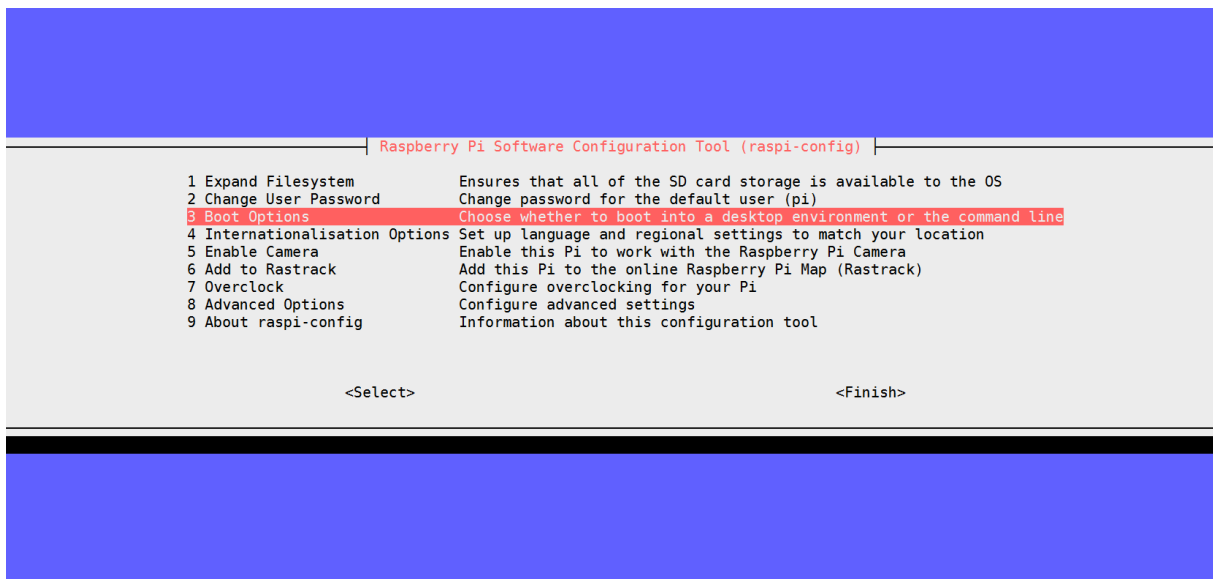 Raspberry Pi Software Configuration Tool (raspi-config)
1 Expand Filesystem Ensures that all of the SD card storage is available to the OS
2 Change User Password Change password for the default user (pi)
3 Boot Options Choose whether to boot into a desktop environment or the command line
4 Internationalisation Options Set up language and regional settings to match your location
5 Enable Camera Enable this Pi to work with the Raspberry Pi Camera
6 Add to Rastrack Add this Pi to the online Raspberry Pi Map (Rastrack)
7 Overclock Configure overclocking for your Pi
8 Advanced Options Configure advanced settings
9 About raspi-config Information about this configuration tool
<Select> <Finish>